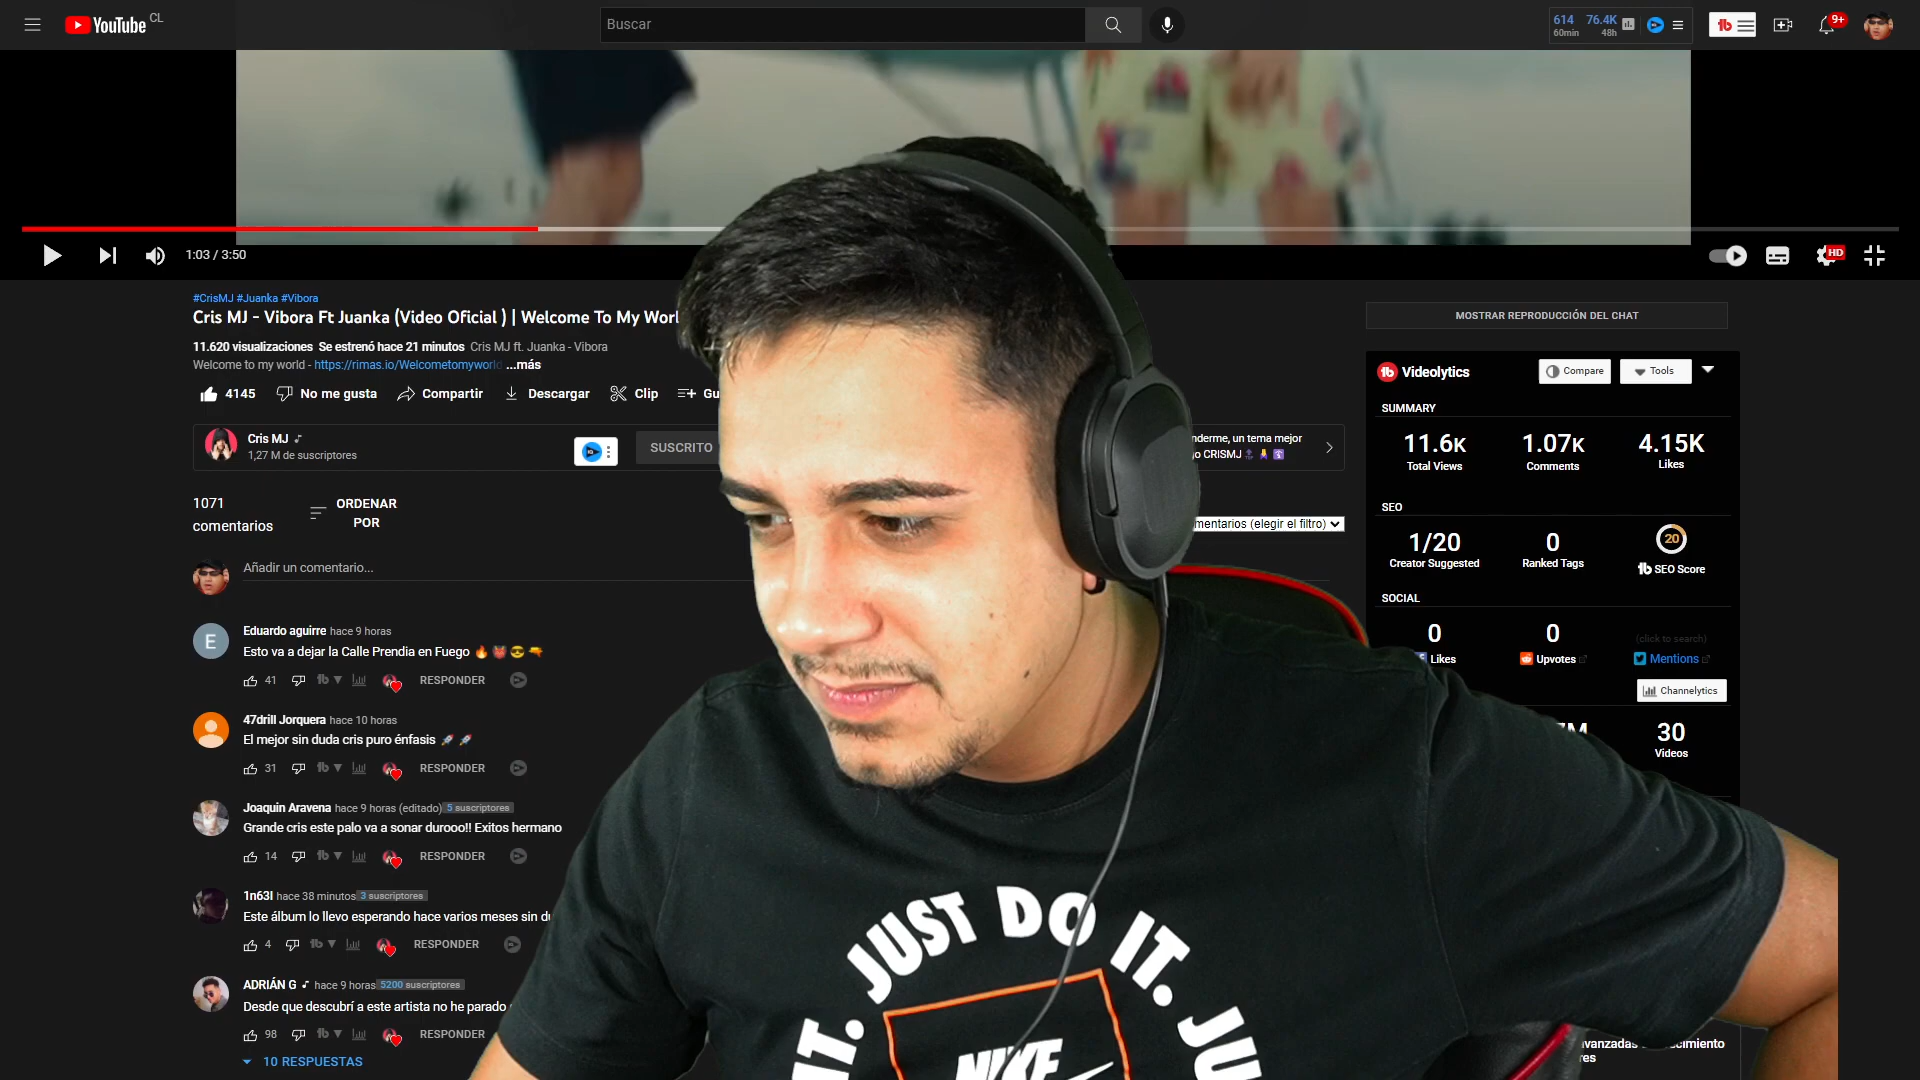 YouTube CL
Buscar
614 60min
76.4K 48h
9+
1:03 / 3:50
HD
#CrisMJ #Juanka #Vibora
Cris MJ - Vibora Ft Juanka (Video Oficial ) | Welcome To My Worl
11.620 visualizaciones Se estrenó hace 21 minutos Cris MJ ft. Juanka - Vibora
Welcome to my world - https://rimas.io/Welcometomyworld ...más
4145 No me gusta Compartir Descargar Clip Gu
Cris MJ
1,27 M de suscriptores
SUSCRITO
nderme, un tema mejor
CRISMJ
1071 comentarios
ORDENAR POR
mentarios (elegir el filtro)
Añadir un comentario...
E
Eduardo aguirre hace 9 horas
Esto va a dejar la Calle Prendia en Fuego 🔥👹😎🔫
41 RESPONDER
47drill Jorquera hace 10 horas
El mejor sin duda cris puro énfasis 🚀🚀
31 RESPONDER
Joaquin Aravena hace 9 horas (editado) 5 suscriptores
Grande cris este palo va a sonar durooo!! Exitos hermano
14 RESPONDER
1n63l hace 38 minutos 3 suscriptores
Este álbum lo llevo esperando hace varios meses sin du
4 RESPONDER
ADRIÁN G hace 9 horas 5200 suscriptores
Desde que descubrí a este artista no he parado
98 RESPONDER
10 RESPUESTAS
MOSTRAR REPRODUCCIÓN DEL CHAT
Videolytics Compare Tools
SUMMARY
11.6K 1.07K 4.15K
Total Views Comments Likes
SEO
1/20 0 20
Creator Suggested Ranked Tags SEO Score
SOCIAL
0 0 (click to search)
Likes Upvotes Mentions
Channelytics
M 30
Videos
JUST DO IT. JU
IT.
NIKE